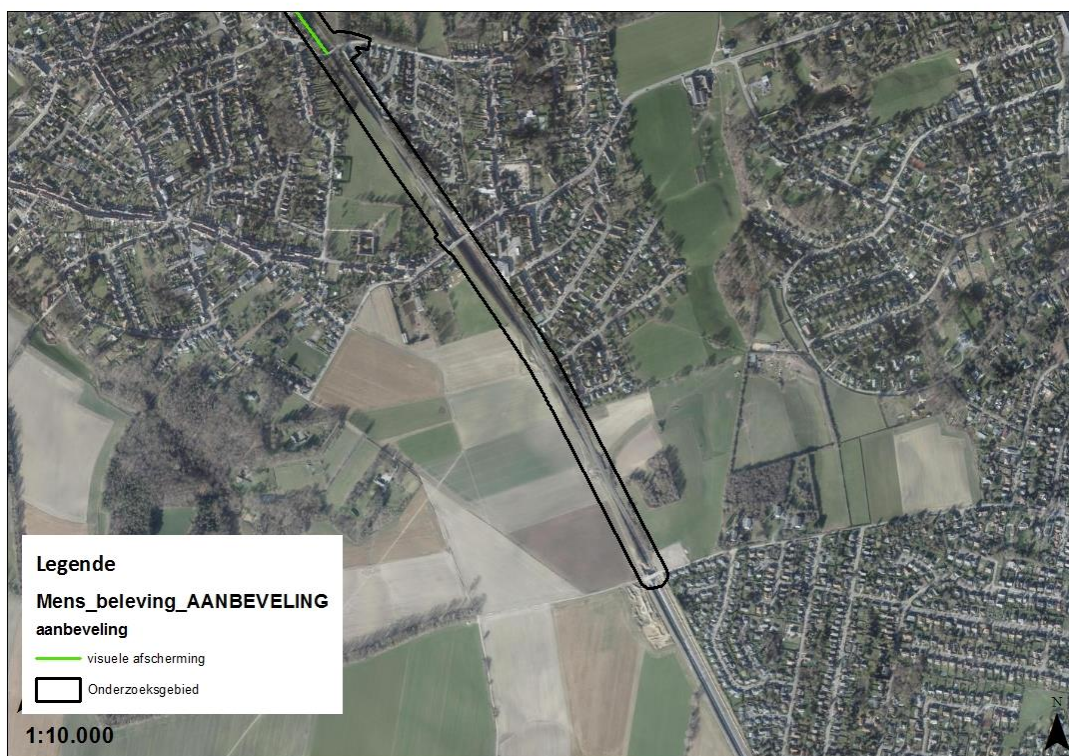 Legende
Mens_beleving_AANBEVELING
aanbeveling
visuele afscherming
Onderzoeksgebied
1:10.000
N